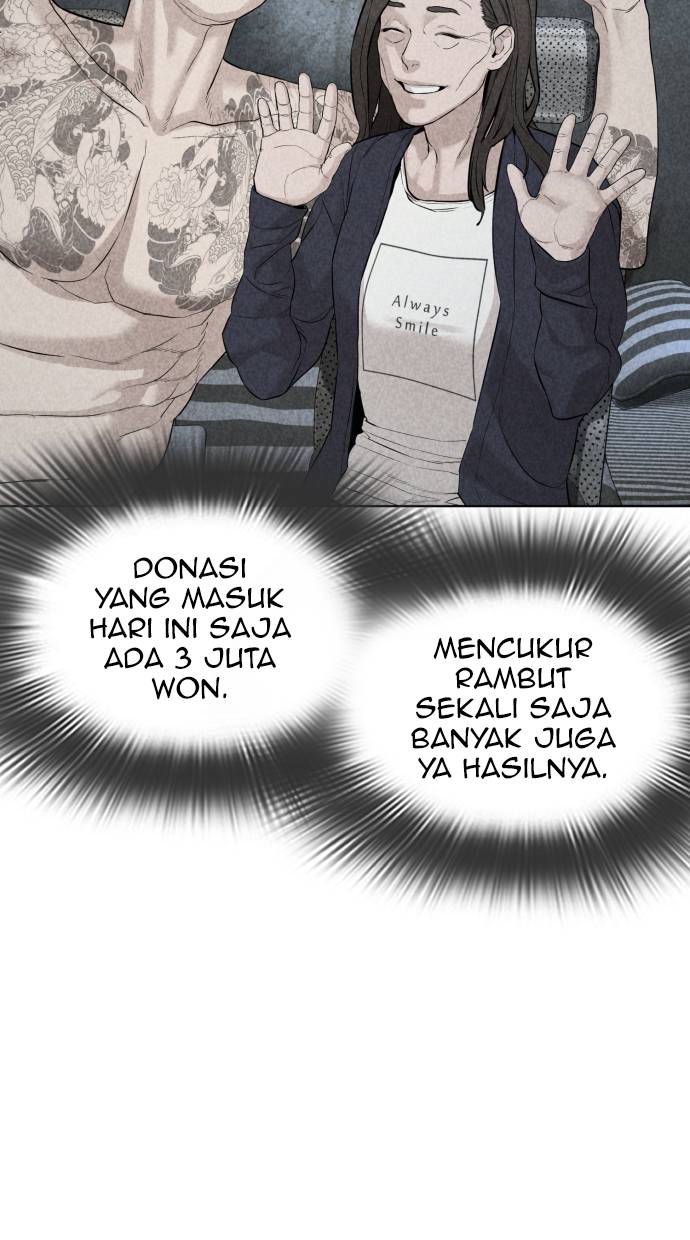 Always
Smile
DONASI
YANG MASUK
HARI INI SAJA
ADA 3 JUTA
WON.
MENCUKUR
RAMBUT
SEKALI SAJA
BANYAK JUGA
YA HASILNYA.